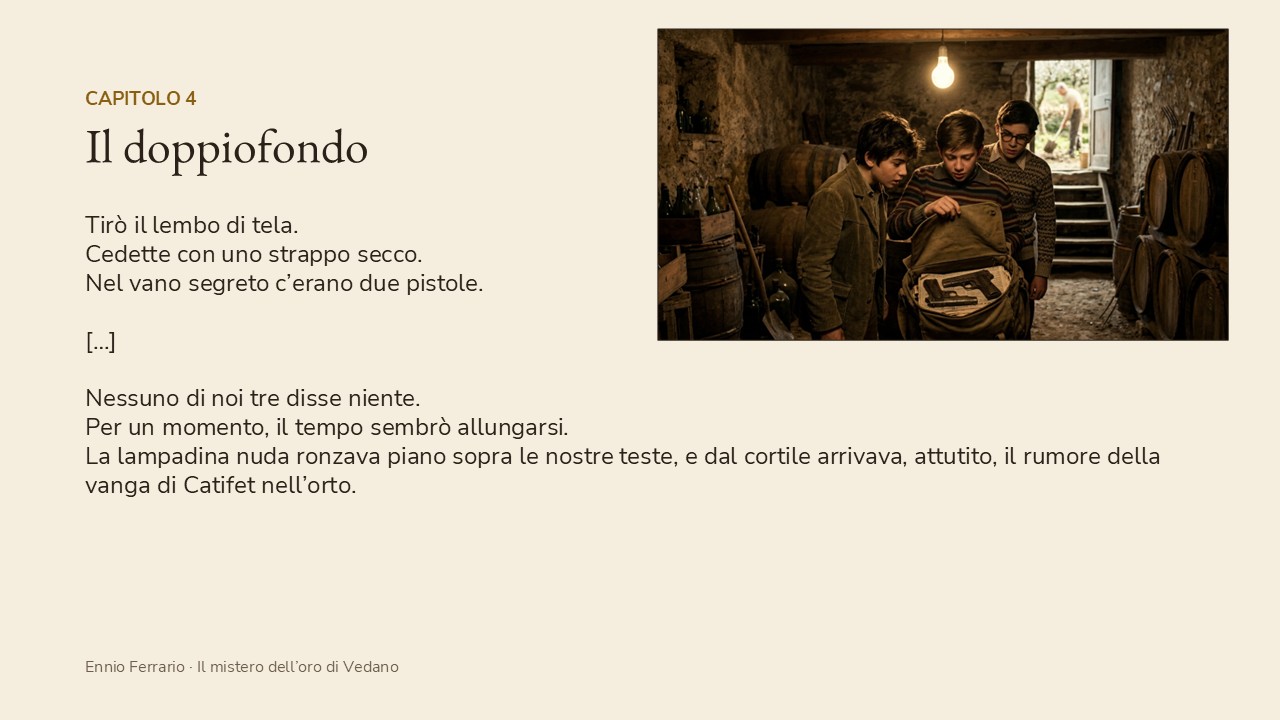 CAPITOLO 4
Il doppiofondo
Tirò il lembo di tela.
Cedette con uno strappo secco.
Nel vano segreto c’erano due pistole.
[...]
Nessuno di noi tre disse niente.
Per un momento, il tempo sembrò allungarsi.
La lampadina nuda ronzava piano sopra le nostre teste, e dal cortile arrivava, attutito, il rumore della
vanga di Catifet nell’orto.
Ennio Ferrario · Il mistero dell’oro di Vedano